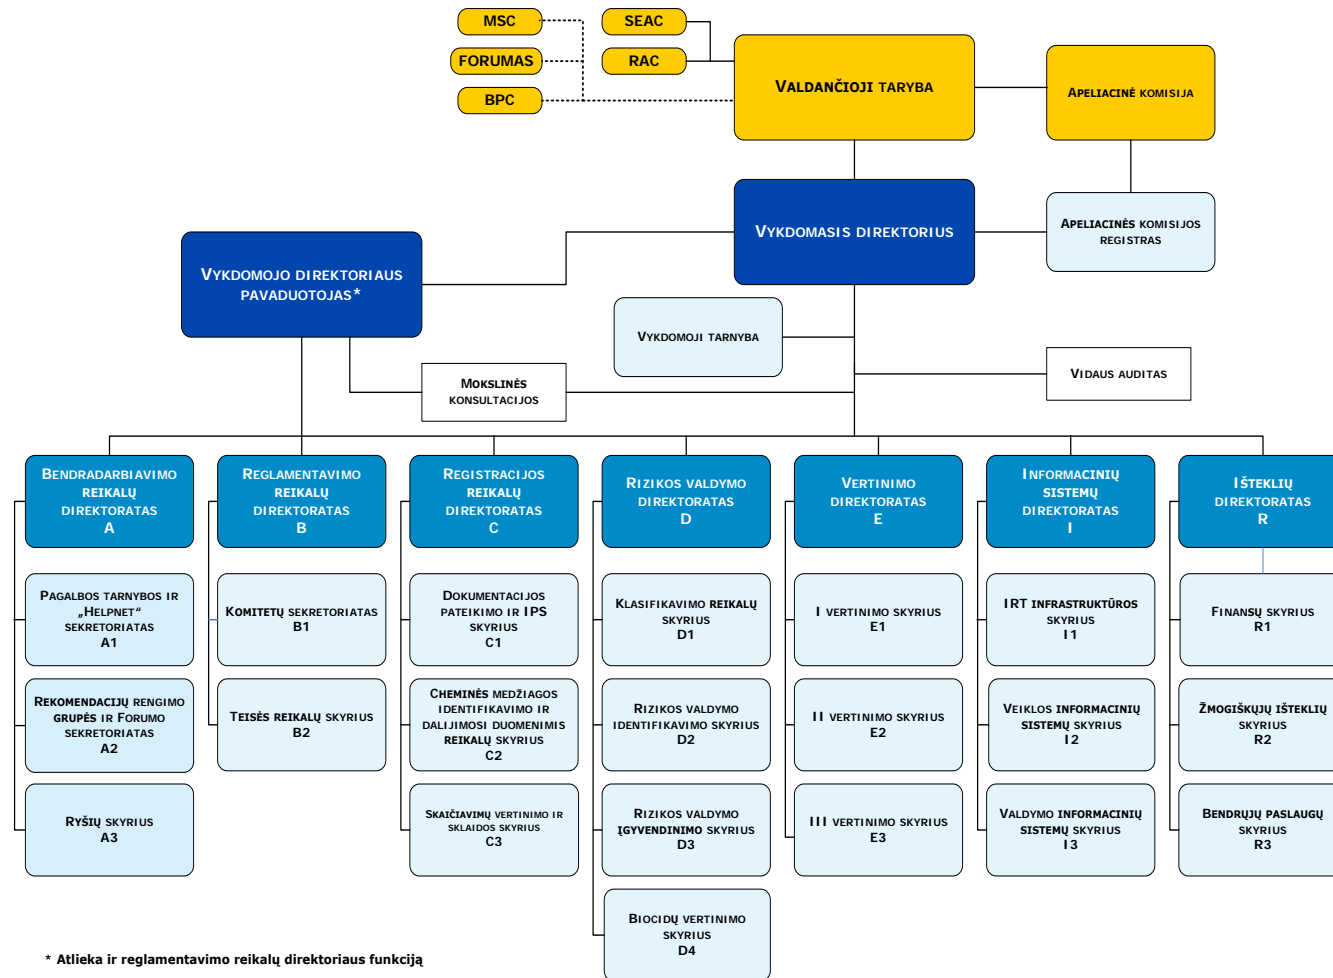 MSC
SEAC
FORUMAS
RAC
BPC
VALDANČIOJI TARYBA
APELIACINĖ KOMISIJA
VYKDOMASIS DIREKTORIUS
APELIACINĖS KOMISIJOS
REGISTRAS
VYKDOMOJO DIREKTORIAUS
PAVADUOTOJAS*
VYKDOMOJI TARNYBA
MOKSLINĖS
KONSULTACIJOS
VIDAUS AUDITAS
BENDRADARBIAVIMO
REIKALŲ
DIREKTORATAS
A
REGLAMENTAVIMO
REIKALŲ
DIREKTORATAS
B
REGISTRACIJOS
REIKALŲ
DIREKTORATAS
C
RIZIKOS VALDYMO
DIREKTORATAS
D
VERTINIMO
DIREKTORATAS
E
INFORMACINIŲ
SISTEMŲ
DIREKTORATAS
I
IŠTEKLIŲ
DIREKTORATAS
R
PAGALBOS TARNYBOS IR
„HELPNET“
SEKRETORIATAS
A1
KOMITETŲ SEKRETORIATAS
B1
DOKUMENTACIJOS
PATEIKIMO IR IPS
SKYRIUS
C1
KLASIFIKAVIMO REIKALŲ
SKYRIUS
D1
I VERTINIMO SKYRIUS
E1
IRT INFRASTRUKTŪROS
SKYRIUS
I1
FINANSŲ SKYRIUS
R1
REKOMENDACIJŲ RENGIMO
GRUPĖS IR FORUMO
SEKRETORIATAS
A2
TEISĖS REIKALŲ SKYRIUS
B2
CHEMINĖS MEDŽIAGOS
IDENTIFIKAVIMO IR
DALIJIMOSI DUOMENIMIS
REIKALŲ SKYRIUS
C2
RIZIKOS VALDYMO
IDENTIFIKAVIMO SKYRIUS
D2
II VERTINIMO SKYRIUS
E2
VEIKLOS INFORMACINIŲ
SISTEMŲ SKYRIUS
I2
ŽMOGIŠKŲJŲ IŠTEKLIŲ
SKYRIUS
R2
RYŠIŲ SKYRIUS
A3
SKAIČIAVIMŲ VERTINIMO IR
SKLAIDOS SKYRIUS
C3
RIZIKOS VALDYMO
ĮGYVENDINIMO SKYRIUS
D3
III VERTINIMO SKYRIUS
E3
VALDYMO INFORMACINIŲ
SISTEMŲ SKYRIUS
I3
BENDRŲJŲ PASLAUGŲ
SKYRIUS
R3
BIOCIDŲ VERTINIMO
SKYRIUS
D4
* Atlieka ir reglamentavimo reikalų direktoriaus funkciją